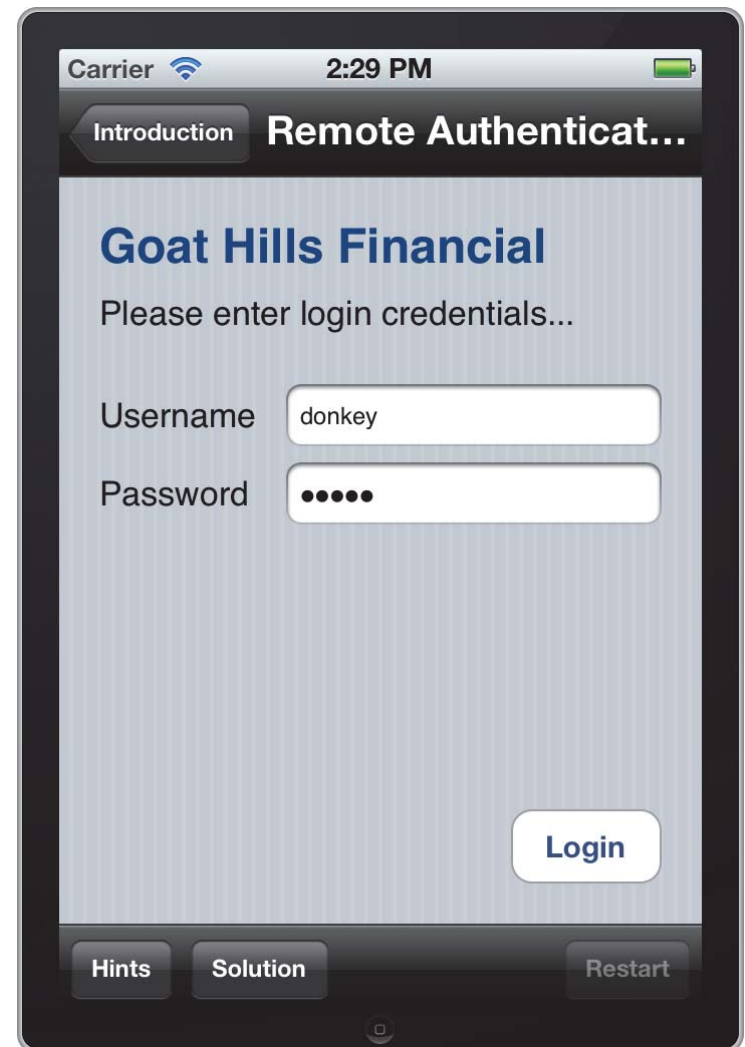 Carrier 2:29 PM
Introduction Remote Authenticat...
Goat Hills Financial
Please enter login credentials...
Username donkey
Password •••••
Login
Hints Solution Restart